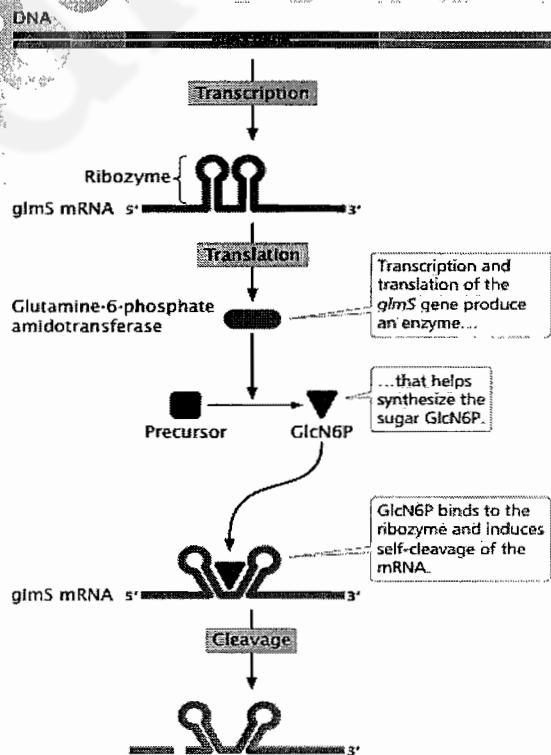 DNA
Transcription
Ribozyme
glmS mRNA 5' 3'
Translation
Transcription and
translation of the
glmS gene produce
an enzyme...
Glutamine-6-phosphate
amidotransferase
...that helps
synthesize the
sugar GlcN6P.
Precursor
GlcN6P
GlcN6P binds to the
ribozyme and induces
self-cleavage of the
mRNA.
glmS mRNA 5' 3'
Cleavage
3'